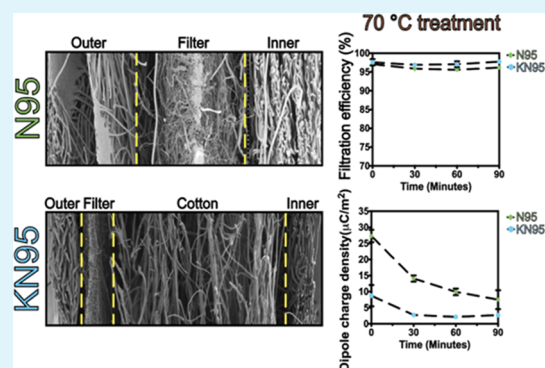 70 °C treatment
Outer Filter Inner
N95
Filtration efficiency (%)
100
95
90
85
80
75
70
0 30 60 90
Time (Minutes)
N95
KN95
Outer Filter Cotton Inner
KN95
Dipole charge density(μC/m²)
35
30
25
20
15
10
5
0
0 30 60 90
Time (Minutes)
N95
KN95